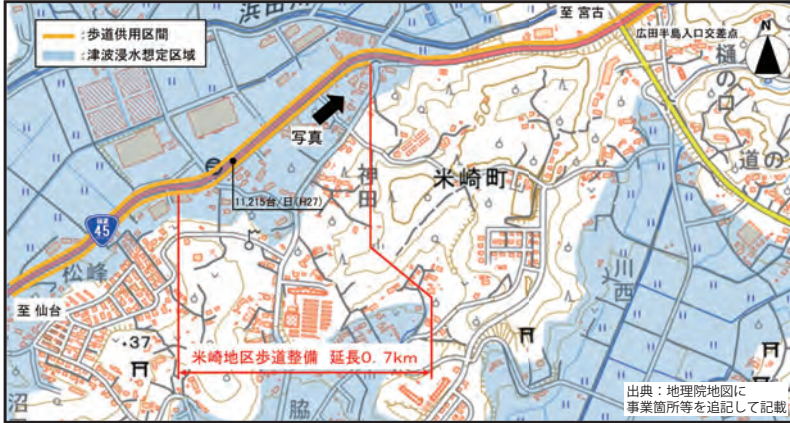 浜田川
至 宮古
：歩道供用区間
：津波浸水想定区域
広田半島入口交差点
N
樋の口
写真
道の
神田
米崎町
11,215台/日(H27)
国道
45
松峰
川西
至 仙台
・37
米崎地区歩道整備 延長0.7km
沼
脇
出典：地理院地図に
事業箇所等を追記して記載